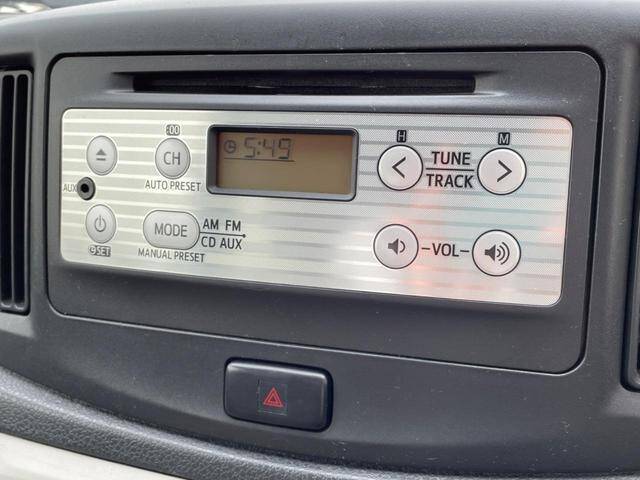 :00
H
M
5:49
CH
TUNE
TRACK
AUTO PRESET
AUX
MODE
AM FM
CD AUX
VOL
SET
MANUAL PRESET